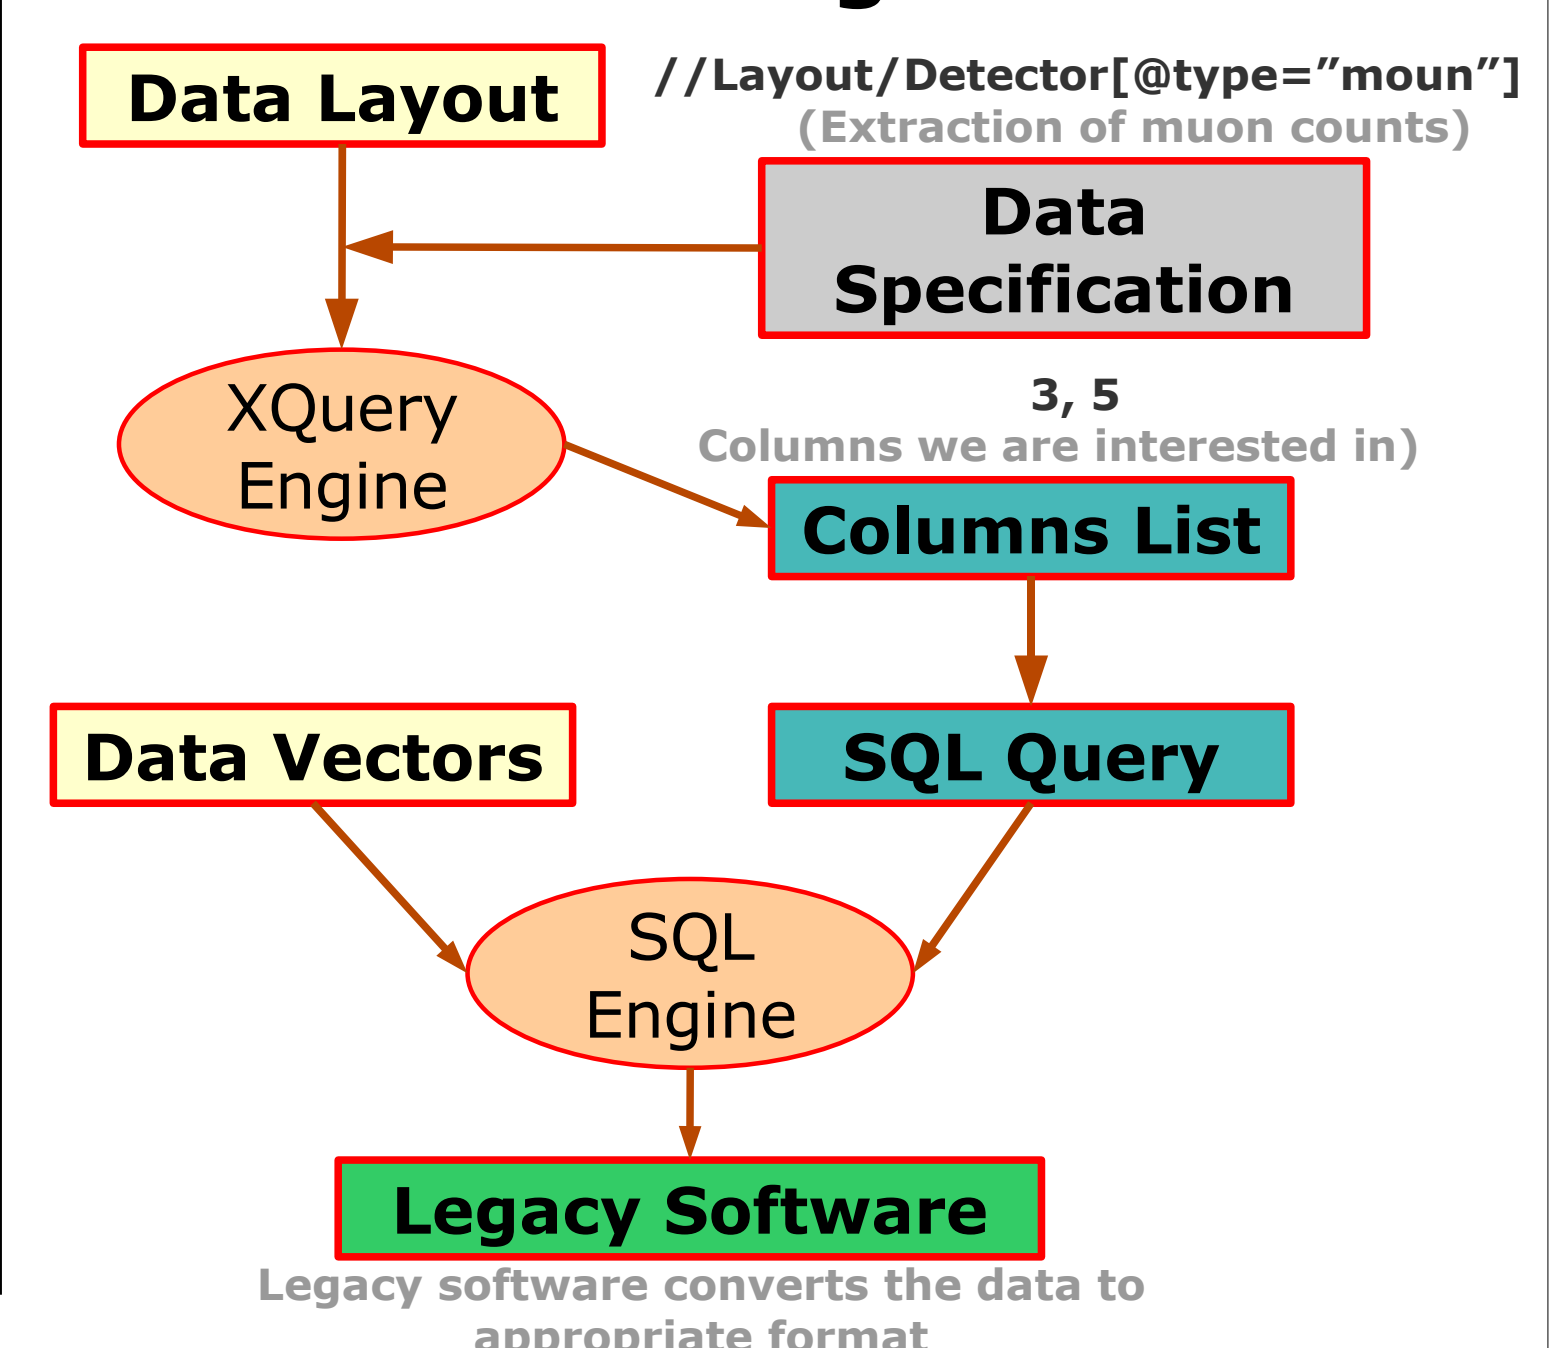 Data Layout
//Layout/Detector[@type=”moun”]
(Extraction of muon counts)
Data
Specification
XQuery
Engine
3, 5
Columns we are interested in)
Columns List
Data Vectors
SQL Query
SQL
Engine
Legacy Software
Legacy software converts the data to
appropriate format